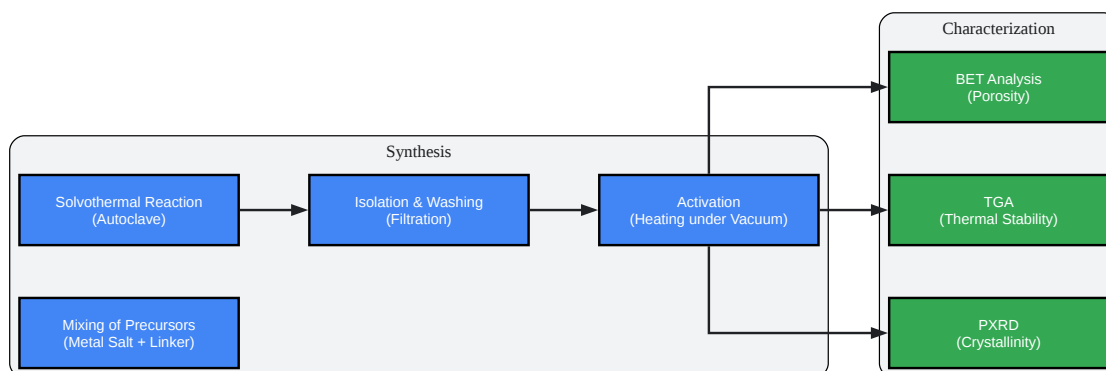 Characterization
BET Analysis
(Porosity)
Synthesis
Solvothermal Reaction
(Autoclave)
Isolation & Washing
(Filtration)
Activation
(Heating under Vacuum)
TGA
(Thermal Stability)
Mixing of Precursors
(Metal Salt + Linker)
PXRD
(Crystallinity)